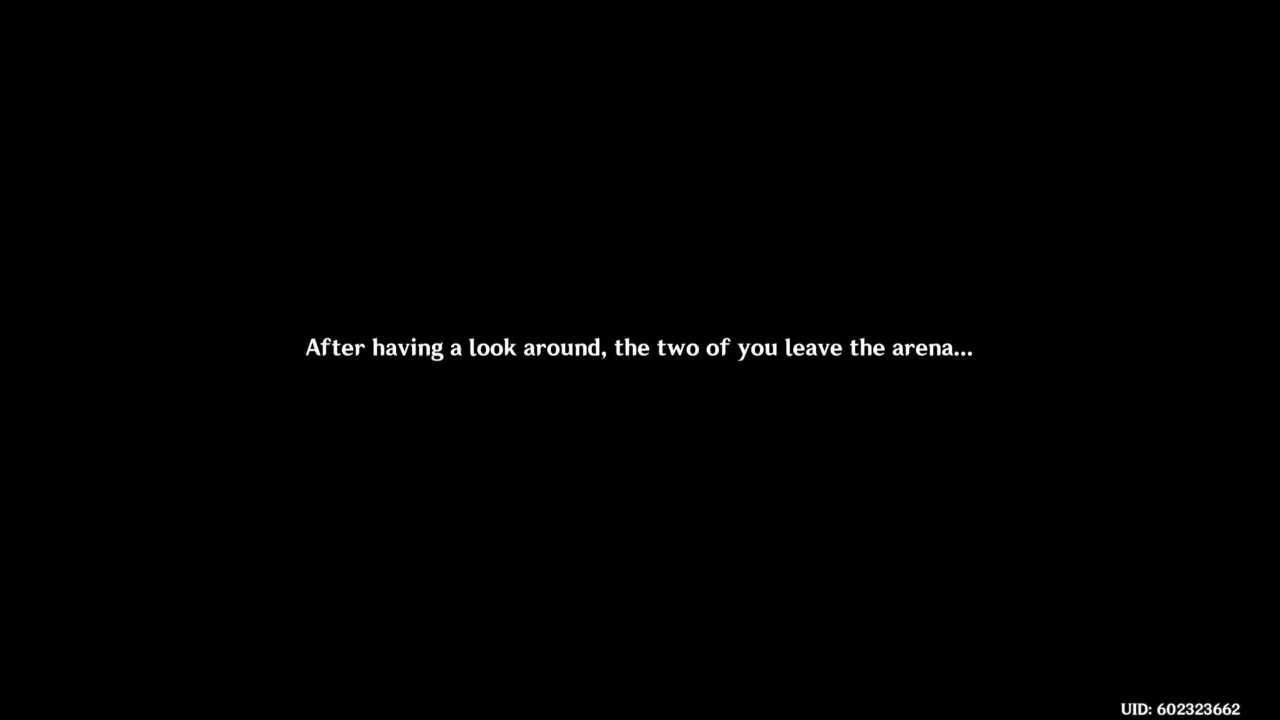 After having a look around, the two of you leave the arena...
UID: 602323662